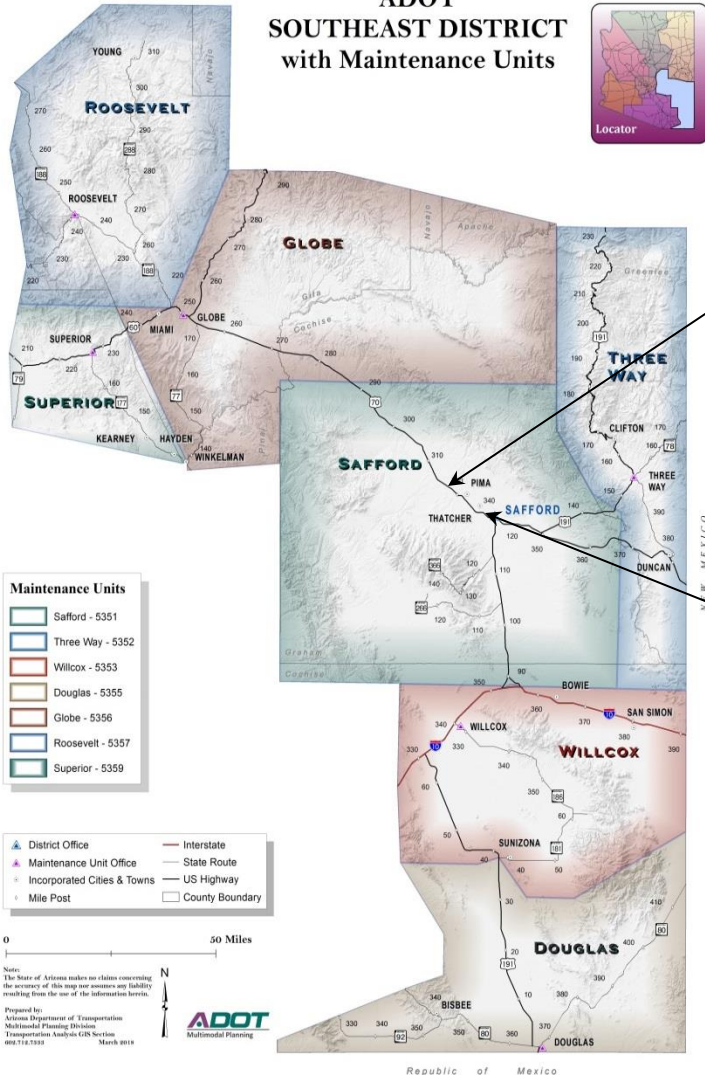 ADOT
SOUTHEAST DISTRICT
with Maintenance Units
Locator
YOUNG
310
Navajo
300
270
ROOSEVELT
290
280
260
288
188
250
270
ROOSEVELT
240
240
260
230
230
188
220
220
290
280
270
GLOBE
Navajo
Apache
Gila
Cochise
250
240
GLOBE
60
MIAMI
260
170
270
280
SUPERIOR
210
230
220
79
160
SUPERIOR
177
150
160
77
150
KEARNEY
HAYDEN
140
WINKELMAN
Pinal
230
220
Greenlee
210
200
191
190
THREE
WAY
180
170
CLIFTON
160
160
170
78
150
THREE
WAY
390
380
DUNCAN
290
70
300
310
SAFFORD
PIMA
340
SAFFORD
THATCHER
140
191
120
350
360
370
110
366
120
140
130
266
120
110
100
Graham
Cochise
90
350
BOWIE
360
370
10
SAN SIMON
380
390
340
WILLCOX
10
330
330
WILLCOX
340
60
350
186
60
50
SUNIZONA
181
40
40
50
30
410
80
400
DOUGLAS
20
191
390
10
380
340
BISBEE
330
340
350
80
360
370
92
DOUGLAS
Republic of Mexico
Maintenance Units
Safford - 5351
Three Way - 5352
Willcox - 5353
Douglas - 5355
Globe - 5356
Roosevelt - 5357
Superior - 5359
District Office
Interstate
Maintenance Unit Office
State Route
Incorporated Cities & Towns
US Highway
Mile Post
County Boundary
0
50 Miles
Note:
The State of Arizona makes no claims concerning
the accuracy of this map nor assumes any liability
resulting from the use of the information herein.
N
Prepared by:
Arizona Department of Transportation
Multimodal Planning Division
Transportation Analysis GIS Section
602.712.7333 March 2018
ADOT
Multimodal Planning